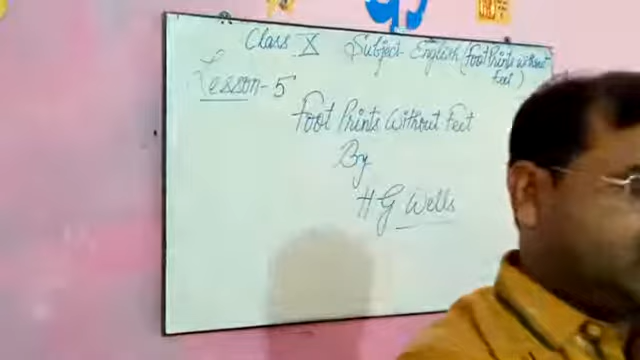 Class X Subject- English (Foot Prints without
Feet)
Lesson-5
Foot Prints Without Feet
By
H G Wells